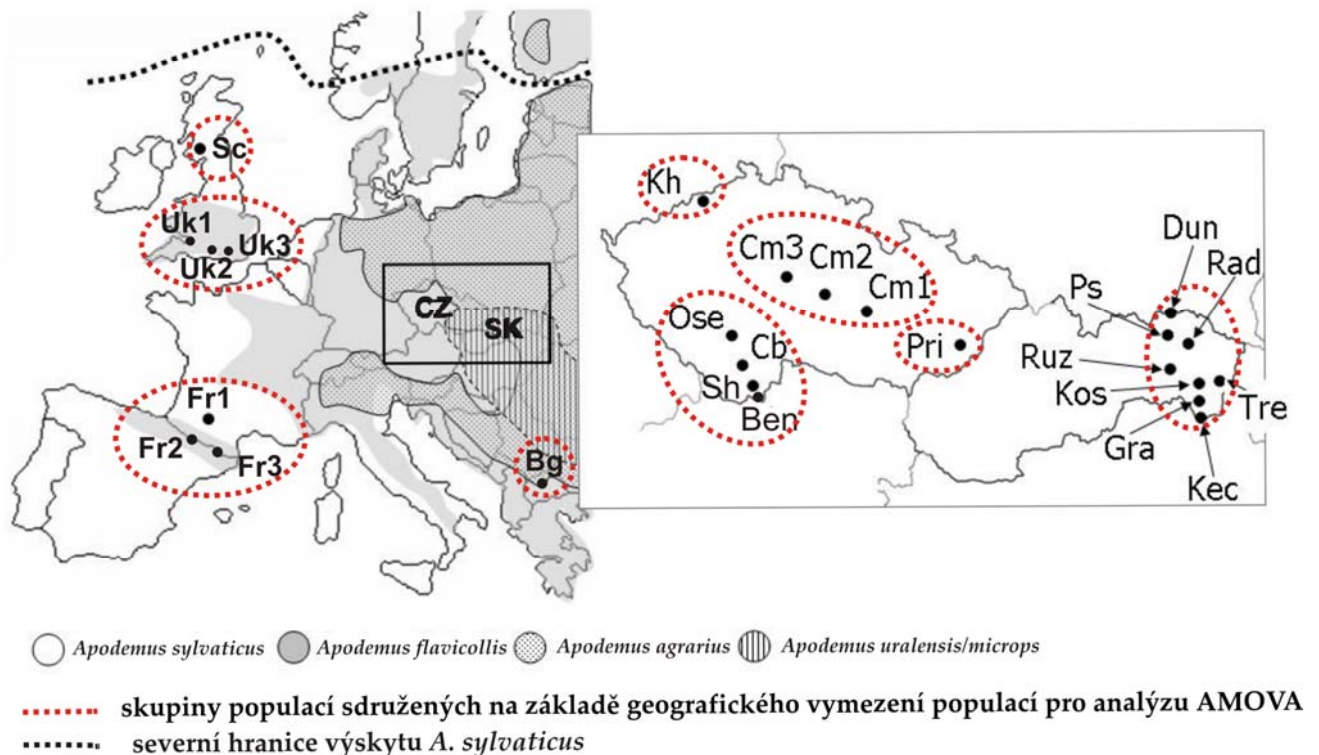 Sc
Uk1
Uk2
Uk3
Fr1
Fr2
Fr3
CZ
SK
Bg
Kh
Cm3
Cm2
Cm1
Ose
Cb
Sh
Ben
Pri
Dun
Rad
Ps
Ruz
Kos
Tre
Gra
Kec
Apodemus sylvaticus Apodemus flavicollis Apodemus agrarius Apodemus uralensis/microps
skupiny populací sdružených na základě geografického vymezení populací pro analýzu AMOVA
severní hranice výskytu A. sylvaticus